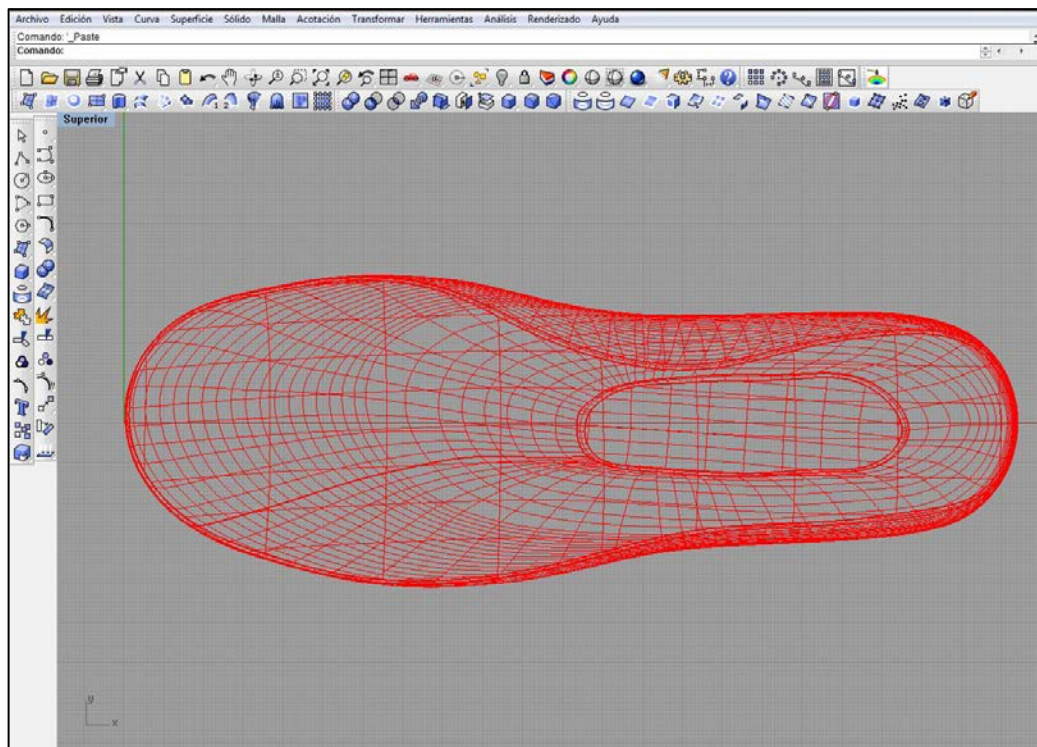 Archivo Edición Vista Curva Superficie Sólido Malla Acotación Transformar Herramientas Análisis Renderizado Ayuda
Comando: '_Paste
Comando:
Superior
y
x